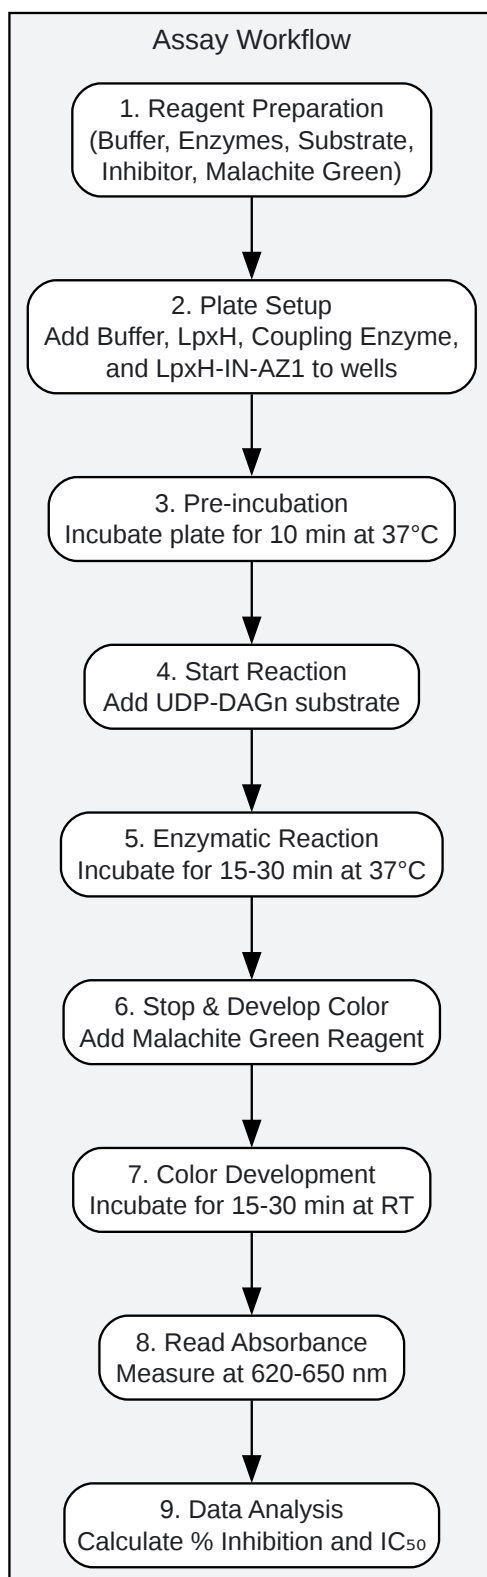 Assay Workflow
1. Reagent Preparation
(Buffer, Enzymes, Substrate,
Inhibitor, Malachite Green)
2. Plate Setup
Add Buffer, LpxH, Coupling Enzyme,
and LpxH-IN-AZ1 to wells
3. Pre-incubation
Incubate plate for 10 min at 37°C
4. Start Reaction
Add UDP-DAGn substrate
5. Enzymatic Reaction
Incubate for 15-30 min at 37°C
6. Stop & Develop Color
Add Malachite Green Reagent
7. Color Development
Incubate for 15-30 min at RT
8. Read Absorbance
Measure at 620-650 nm
9. Data Analysis
Calculate % Inhibition and IC₅₀